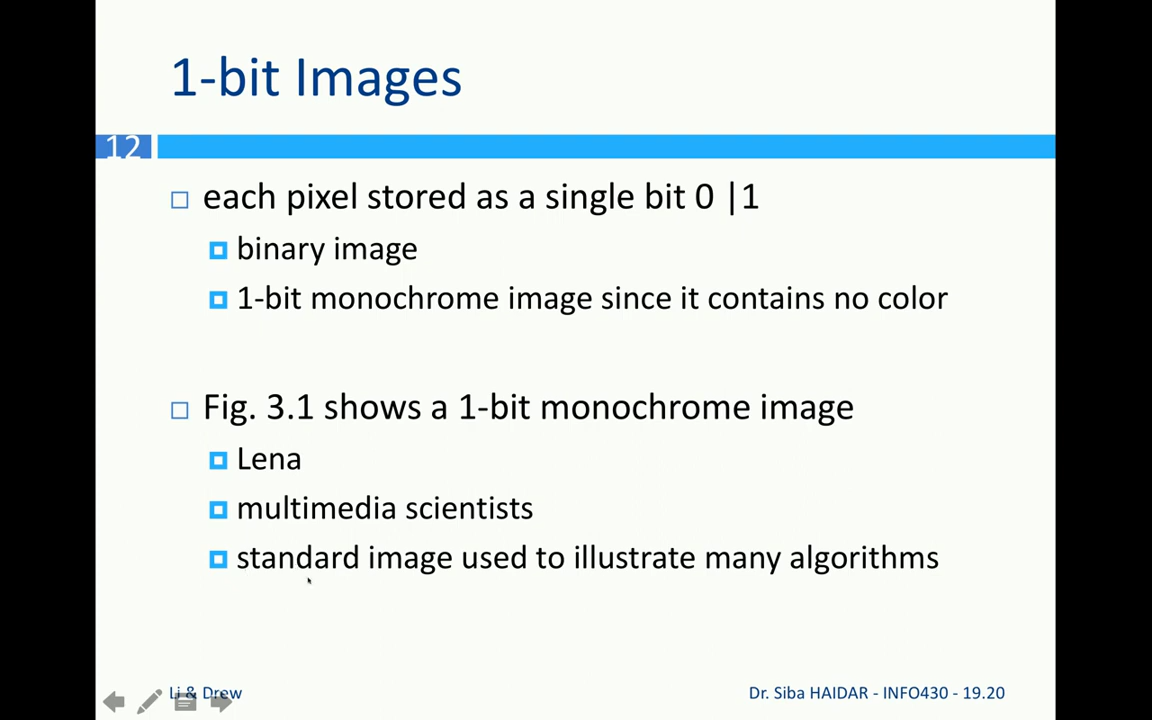 1-bit Images
12
each pixel stored as a single bit 0 |1
binary image
1-bit monochrome image since it contains no color
Fig. 3.1 shows a 1-bit monochrome image
Lena
multimedia scientists
standard image used to illustrate many algorithms
Li & Drew
Dr. Siba HAIDAR - INFO430 - 19.20